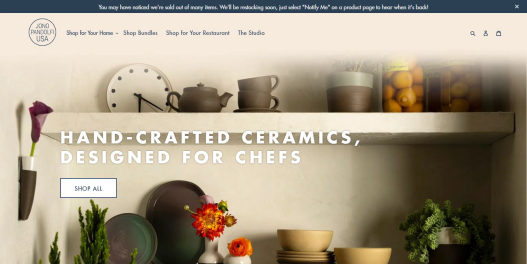 You may have noticed we're sold out of many items. We'll be restocking soon, just select "Notify Me" on a product page to hear when it's back!
JONO
PANDOLFI
USA
Shop for Your Home
Shop Bundles
Shop for Your Restaurant
The Studio
HAND-CRAFTED CERAMICS,
DESIGNED FOR CHEFS
SHOP ALL